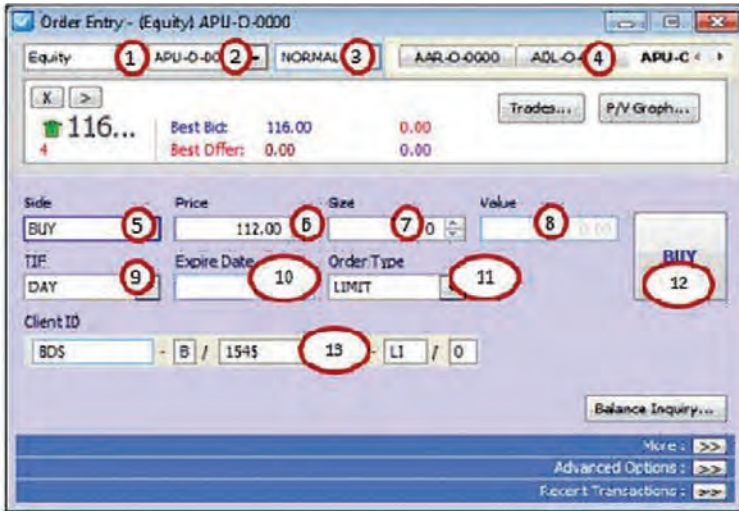 Order Entry - (Equity) APU-O-0000
Equity 1 APU-O-00 2 NORMAL 3 AAR-O-0000 ADL-O- 4 APU-O
X > Trades... P/V Graph...
116... Best Bid: 116.00 0.00
4 Best Offer: 0.00 0.00
Side Price Size Value
BUY 5 112.00 6 7 0 8 0.00 BUY
TIF Expire Date Order Type
DAY 9 10 LIMIT 11 12
Client ID
BDS - B / 1545 13 - LI / 0
Balance Inquiry...
More : >>
Advanced Options : >>
Recent Transactions : >>